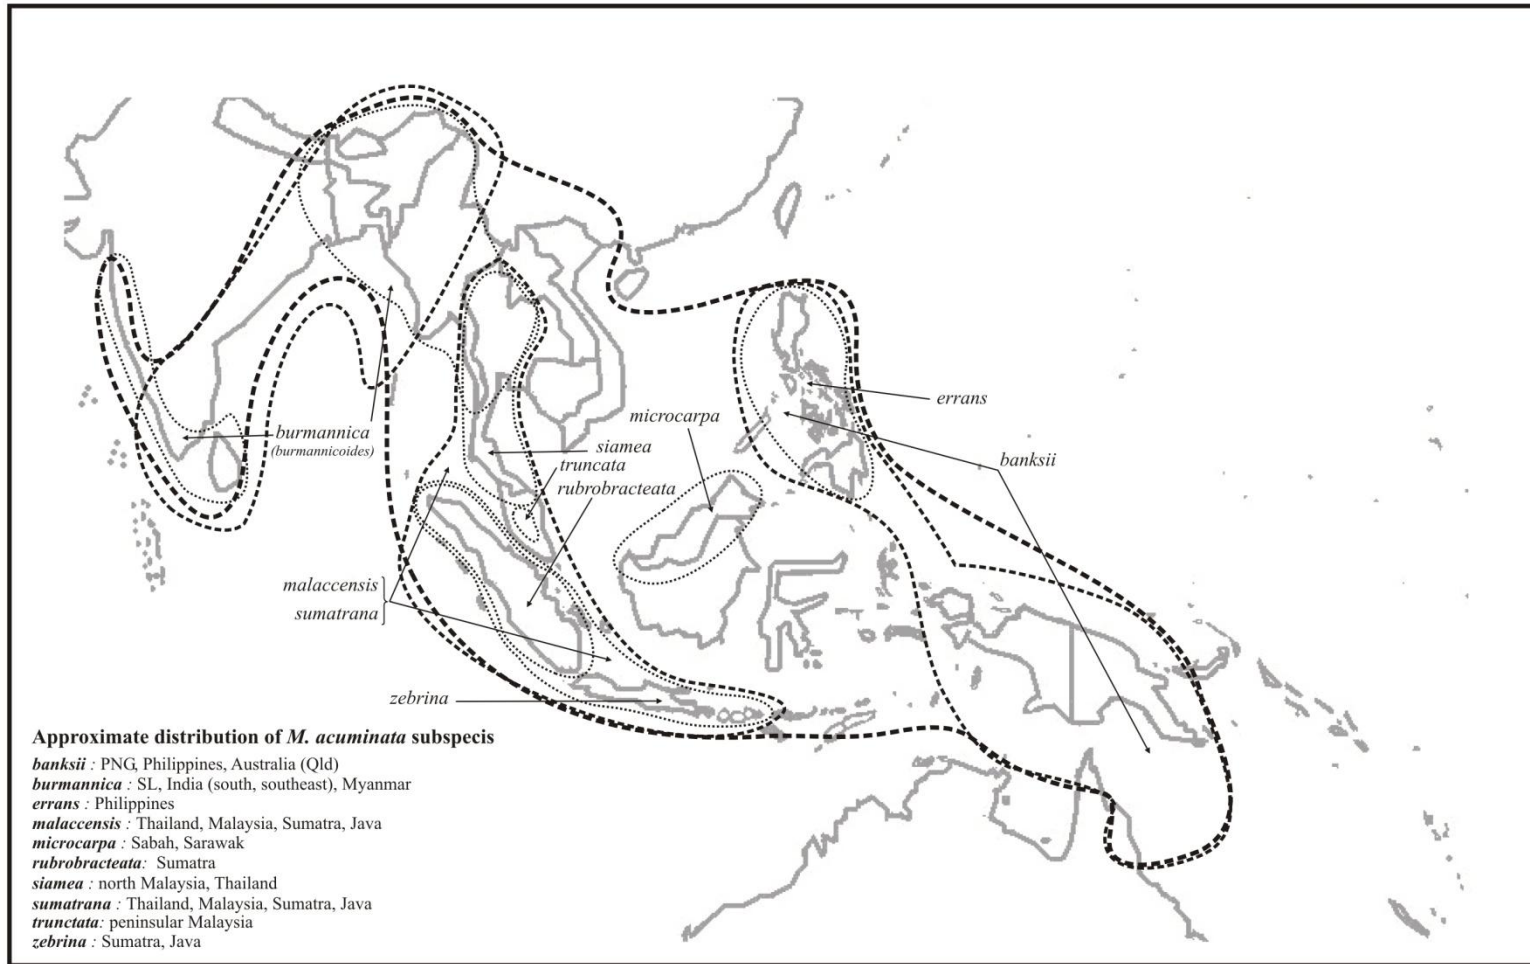 errans
microcarpa
burmannica
(burmannicoides)
siamea
truncata
rubrobracteata
banksii
malaccensis
sumatrana
zebrina
Approximate distribution of M. acuminata subspecis
banksii : PNG, Philippines, Australia (Qld)
burmannica : SL, India (south, southeast), Myanmar
errans : Philippines
malaccensis : Thailand, Malaysia, Sumatra, Java
microcarpa : Sabah, Sarawak
rubrobracteata: Sumatra
siamea : north Malaysia, Thailand
sumatrana : Thailand, Malaysia, Sumatra, Java
trunctata: peninsular Malaysia
zebrina : Sumatra, Java